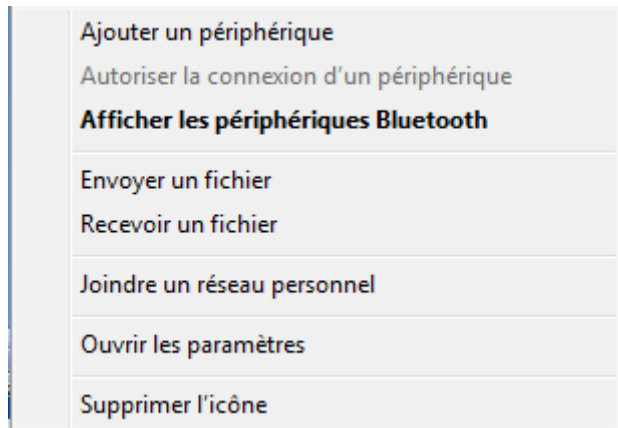 Ajouter un périphérique
Autoriser la connexion d'un périphérique
Afficher les périphériques Bluetooth
Envoyer un fichier
Recevoir un fichier
Joindre un réseau personnel
Ouvrir les paramètres
Supprimer l'icône